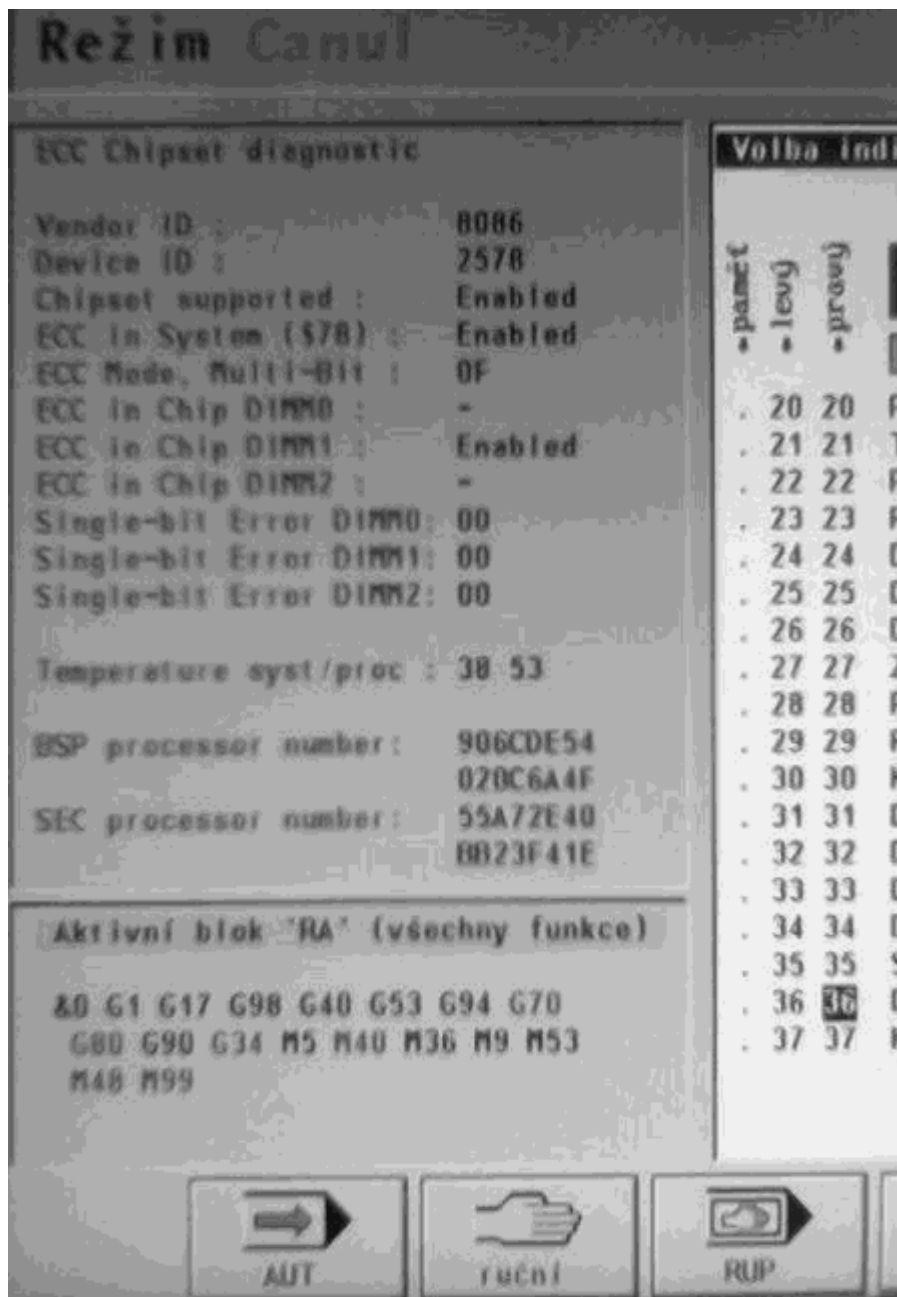 Režim Canul
ECC Chipset diagnostic
Vendor ID : 8086
Device ID : 2578
Chipset supported : Enabled
ECC in System ($78) : Enabled
ECC Mode, Multi-Bit : 0F
ECC in Chip DIMM0 : -
ECC in Chip DIMM1 : Enabled
ECC in Chip DIMM2 : -
Single-bit Error DIMM0: 00
Single-bit Error DIMM1: 00
Single-bit Error DIMM2: 00
Temperature syst/proc : 38 53
BSP processor number: 906CDE54
020C6A4F
SEC processor number: 55A72E40
BB23F41E
Aktivní blok 'RA' (všechny funkce)
&0 G1 G17 G98 G40 G53 G94 G70
G80 G90 G34 M5 M40 M36 M9 M53
M48 M99
Volba indi
paměť
levý
pravý
. 20 20
. 21 21
. 22 22
. 23 23
. 24 24
. 25 25
. 26 26
. 27 27
. 28 28
. 29 29
. 30 30
. 31 31
. 32 32
. 33 33
. 34 34
. 35 35
. 36 36
. 37 37
AUT
ruční
RUP